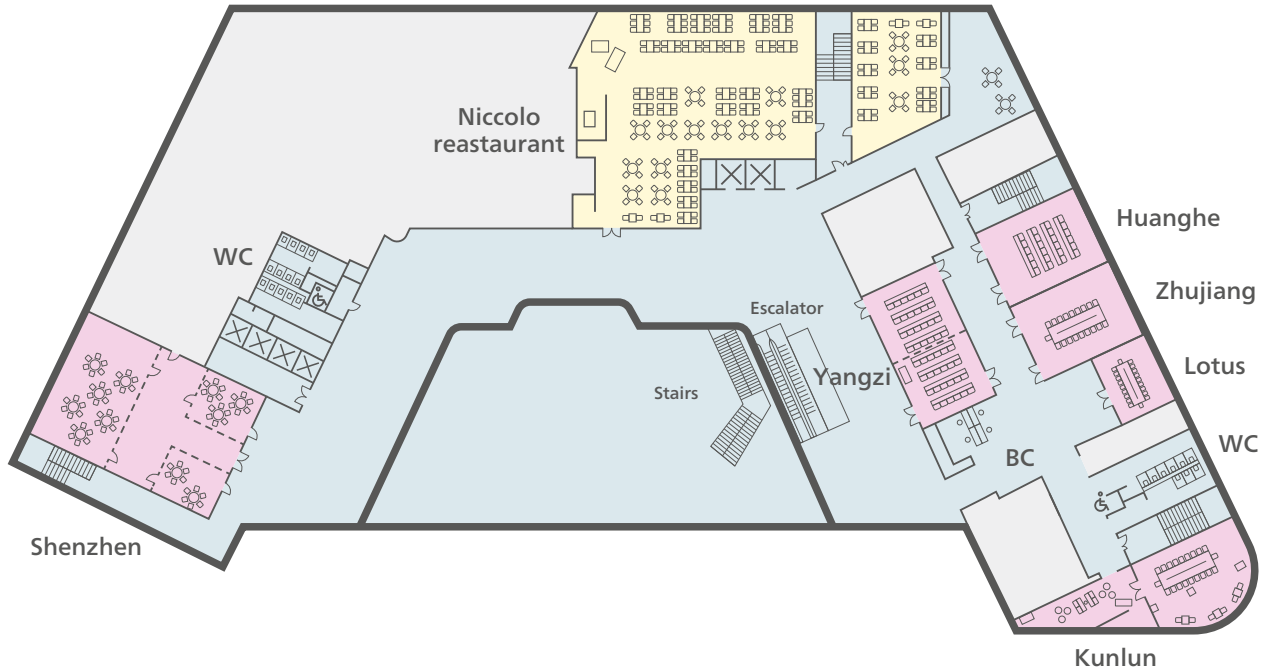 Niccolo
reastaurant
Huanghe
WC
Zhujiang
Escalator
Lotus
Yangzi
Stairs
WC
BC
Shenzhen
Kunlun